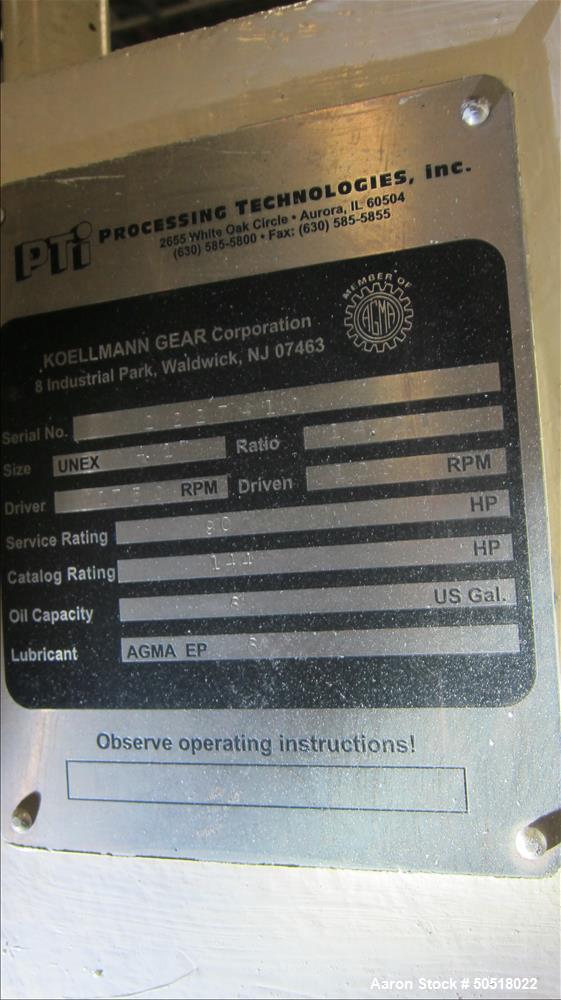 PTi PROCESSING TECHNOLOGIES, inc.
2655 White Oak Circle • Aurora, IL 60504
(630) 585-5800 • Fax: (630) 585-5855
MEMBER OF
AGMA
KOELLMANN GEAR Corporation
8 Industrial Park, Waldwick, NJ 07463
Serial No.
Size UNEX Ratio
Driver RPM Driven RPM
Service Rating 90 HP
Catalog Rating 144 HP
Oil Capacity 6 US Gal.
Lubricant AGMA EP 6
Observe operating instructions!
Aaron Stock # 50518022